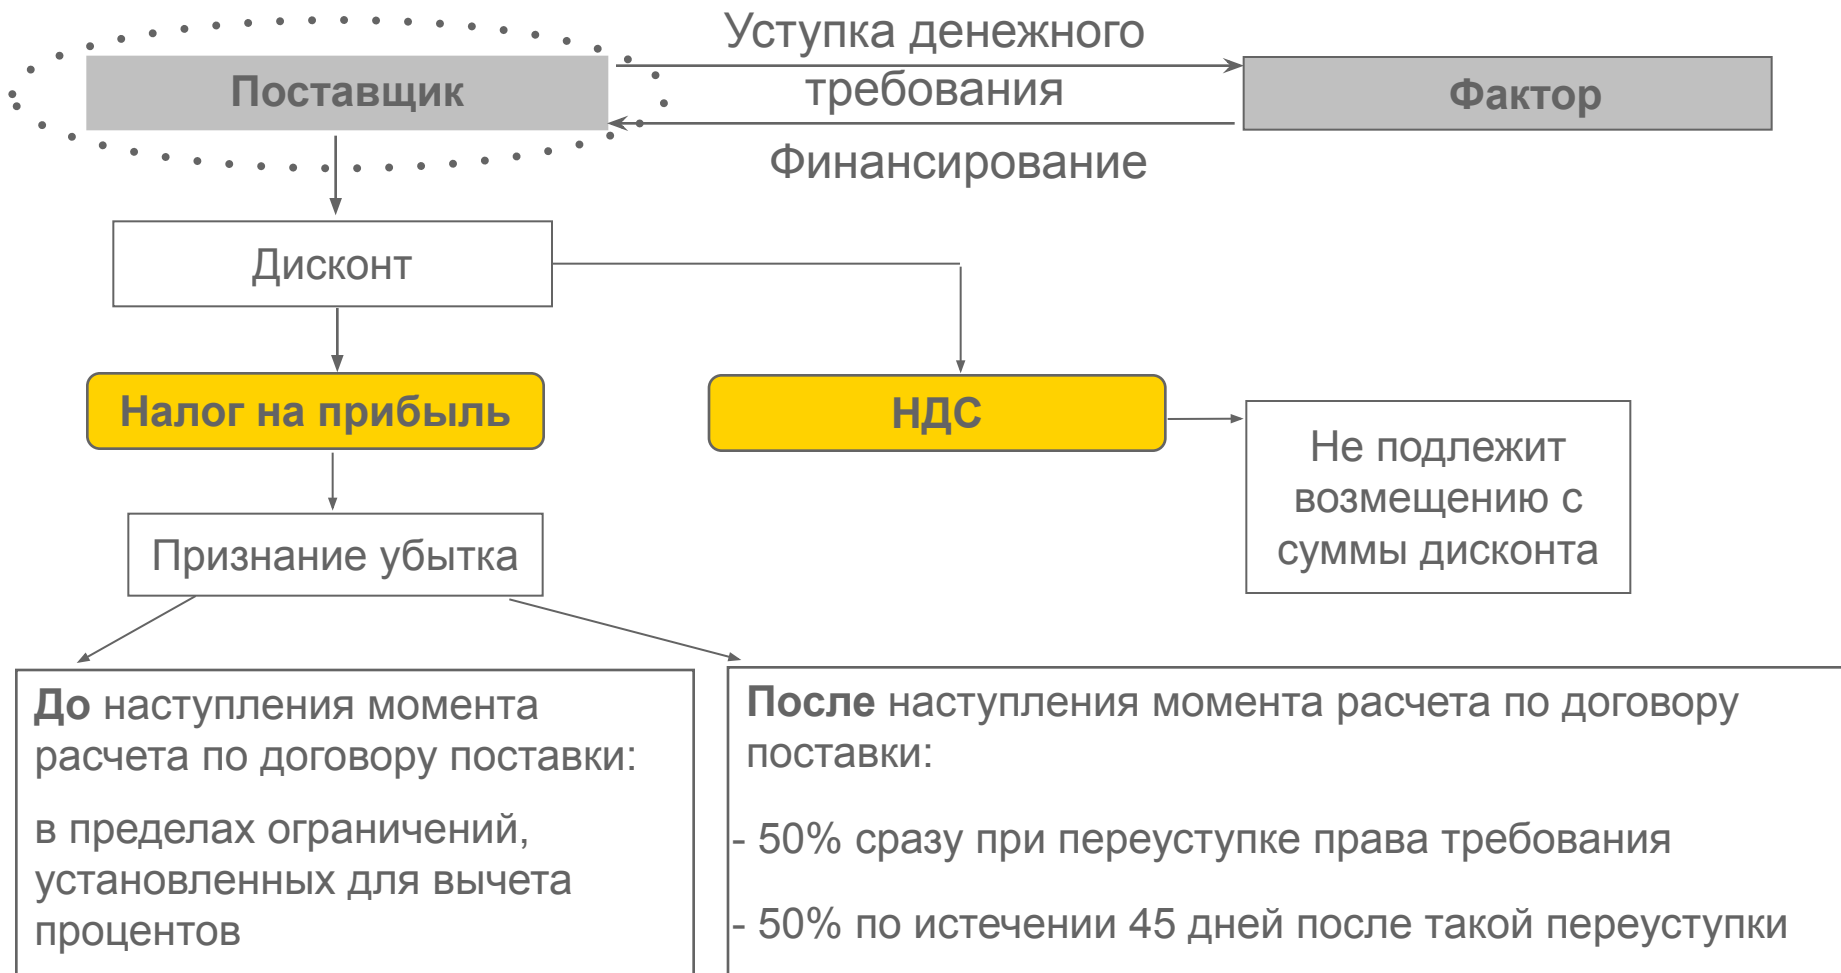 Уступка денежного
требования
Поставщик
Фактор
Финансирование
Дисконт
Налог на прибыль
НДС
Не подлежит
возмещению с
суммы дисконта
Признание убытка
До наступления момента
расчета по договору поставки:
в пределах ограничений,
установленных для вычета
процентов
После наступления момента расчета по договору
поставки:
- 50% сразу при переуступке права требования
- 50% по истечении 45 дней после такой переуступки